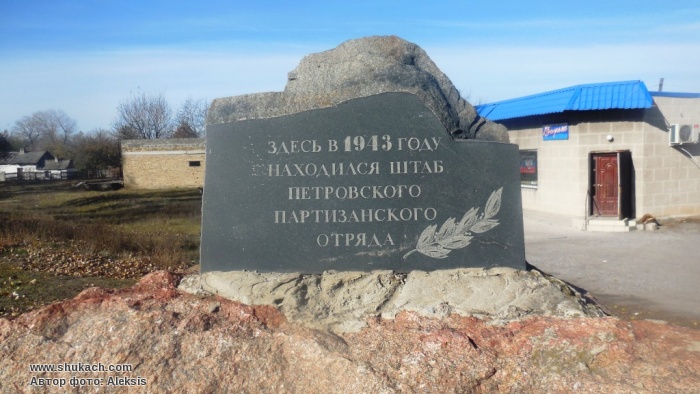 ЗДЕСЬ В 1943 ГОДУ
НАХОДИЛСЯ ШТАБ
ПЕТРОВСКОГО
ПАРТИЗАНСКОГО
ОТРЯДА
www.shukach.com
Автор фото: Aleksis